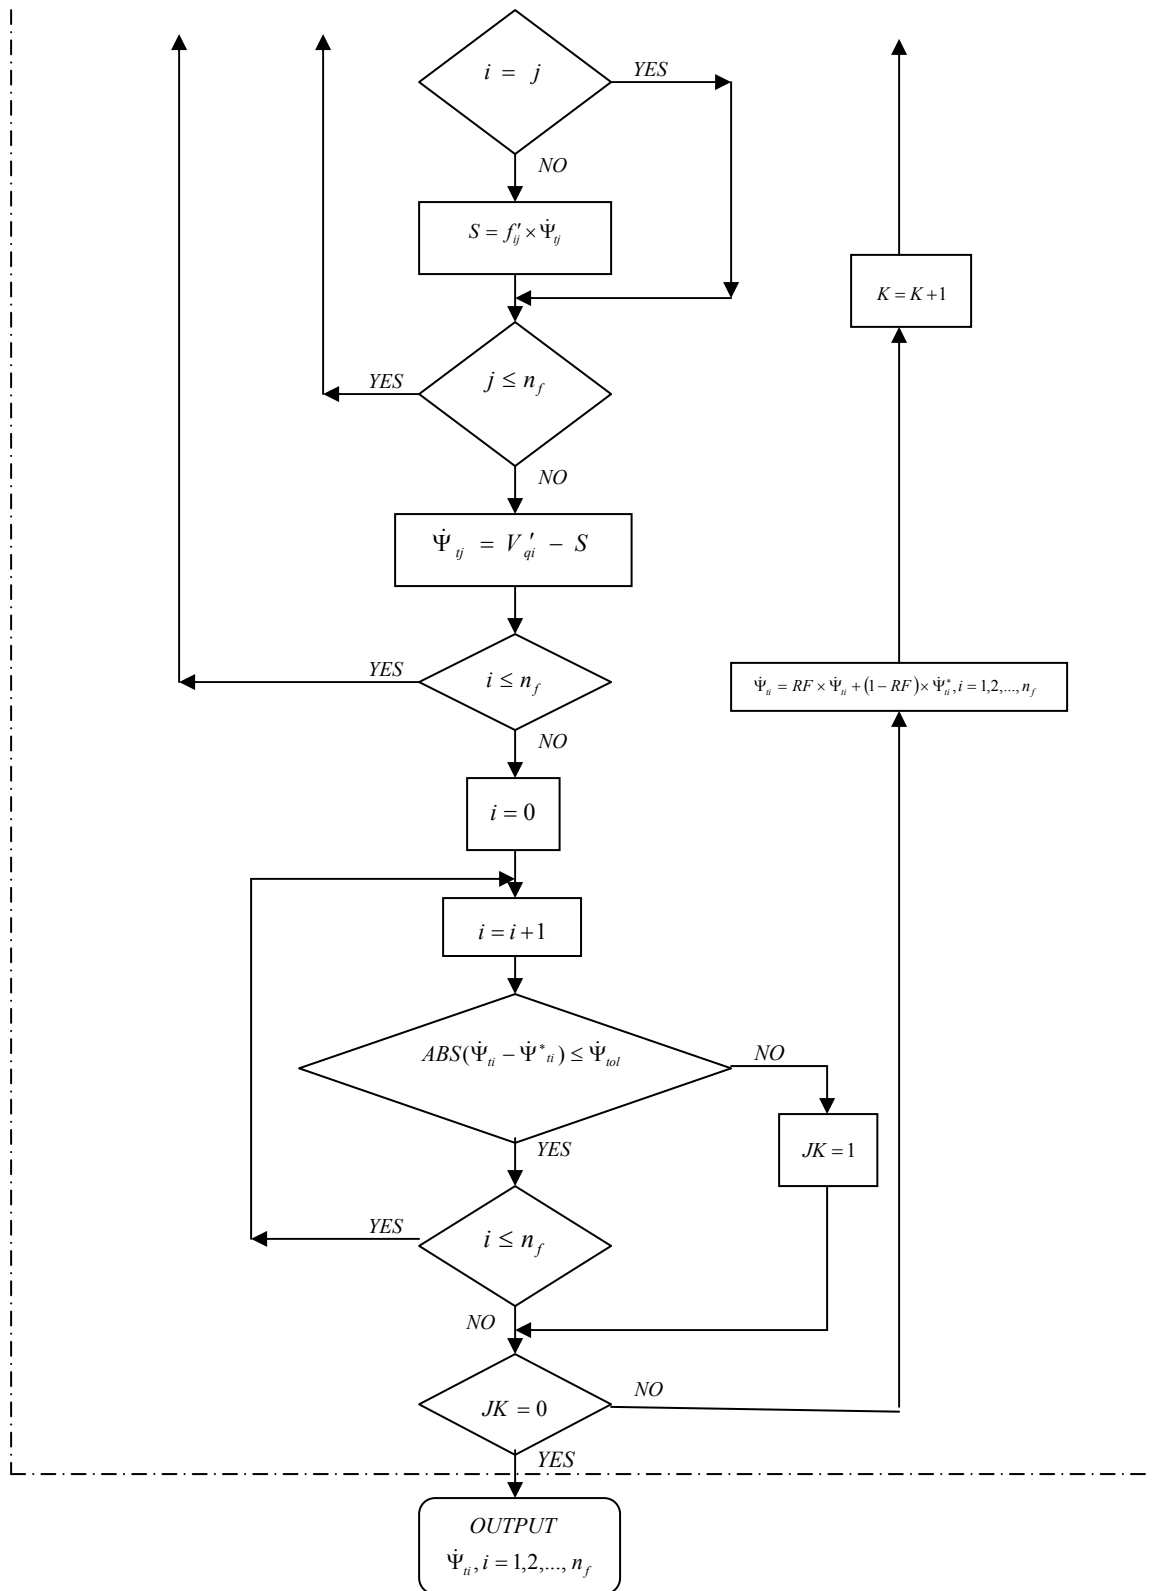 i = j
YES
NO
S = f′ij × Ψ̇tj
K = K + 1
j ≤ nf
YES
NO
Ψ̇tj = V′qi − S
i ≤ nf
YES
Ψ̇ti = RF × Ψ̇ti + (1 − RF) × Ψ̇*ti, i = 1,2,..., nf
NO
i = 0
i = i + 1
ABS(Ψ̇ti − Ψ̇*ti) ≤ Ψ̇tol
NO
YES
JK = 1
YES
i ≤ nf
NO
NO
JK = 0
YES
OUTPUT
Ψ̇ti, i = 1,2,..., nf